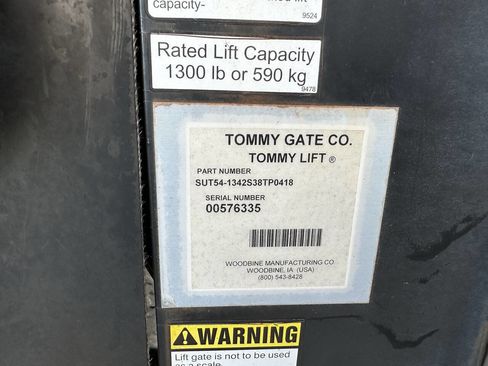 capacity-
9524
Rated Lift Capacity
1300 lb or 590 kg
9478
TOMMY GATE CO.
TOMMY LIFT ®
PART NUMBER
SUT54-1342S38TP0418
SERIAL NUMBER
00576335
WOODBINE MANUFACTURING CO.
WOODBINE, IA (USA)
(800) 543-8428
WARNING
Lift gate is not to be used
as a scale